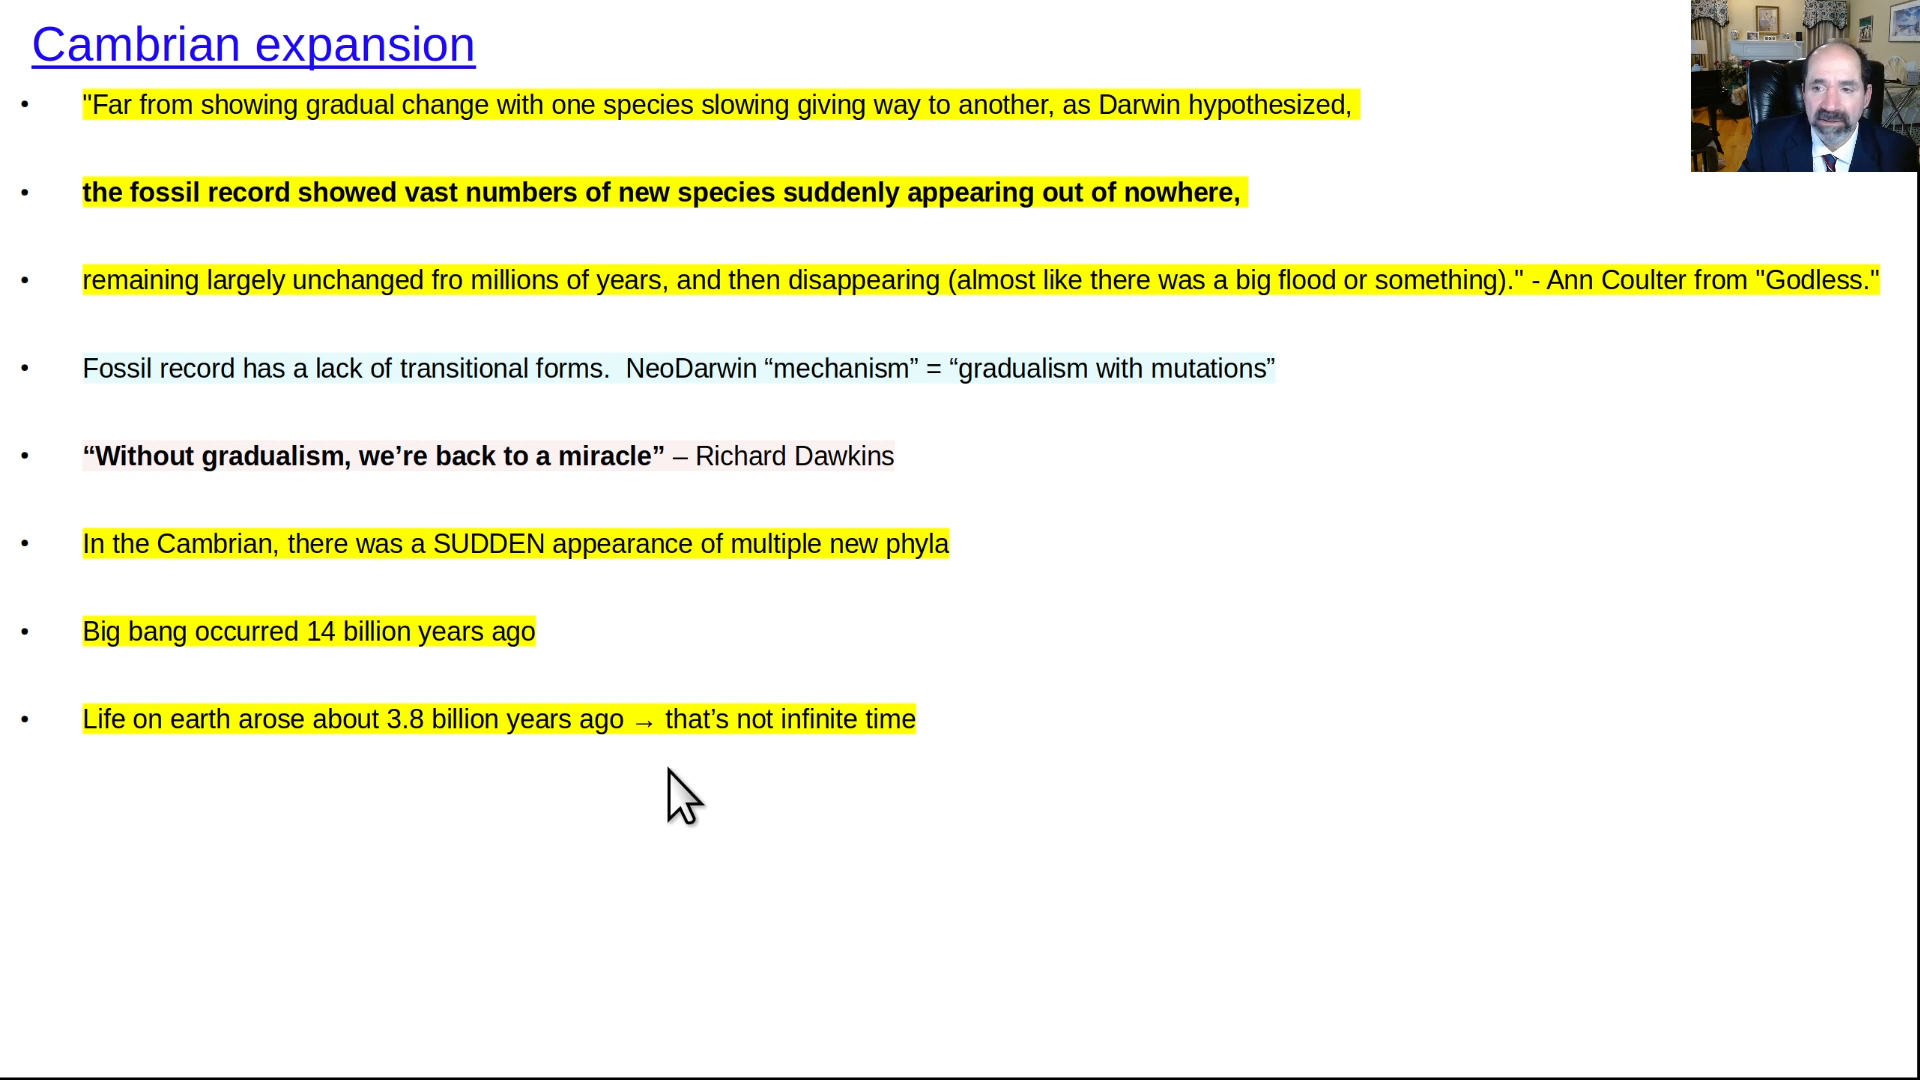 Cambrian expansion
• "Far from showing gradual change with one species slowing giving way to another, as Darwin hypothesized,
• the fossil record showed vast numbers of new species suddenly appearing out of nowhere,
• remaining largely unchanged fro millions of years, and then disappearing (almost like there was a big flood or something)." - Ann Coulter from "Godless."
• Fossil record has a lack of transitional forms.  NeoDarwin “mechanism” = “gradualism with mutations”
• “Without gradualism, we’re back to a miracle” – Richard Dawkins
• In the Cambrian, there was a SUDDEN appearance of multiple new phyla
• Big bang occurred 14 billion years ago
• Life on earth arose about 3.8 billion years ago → that’s not infinite time